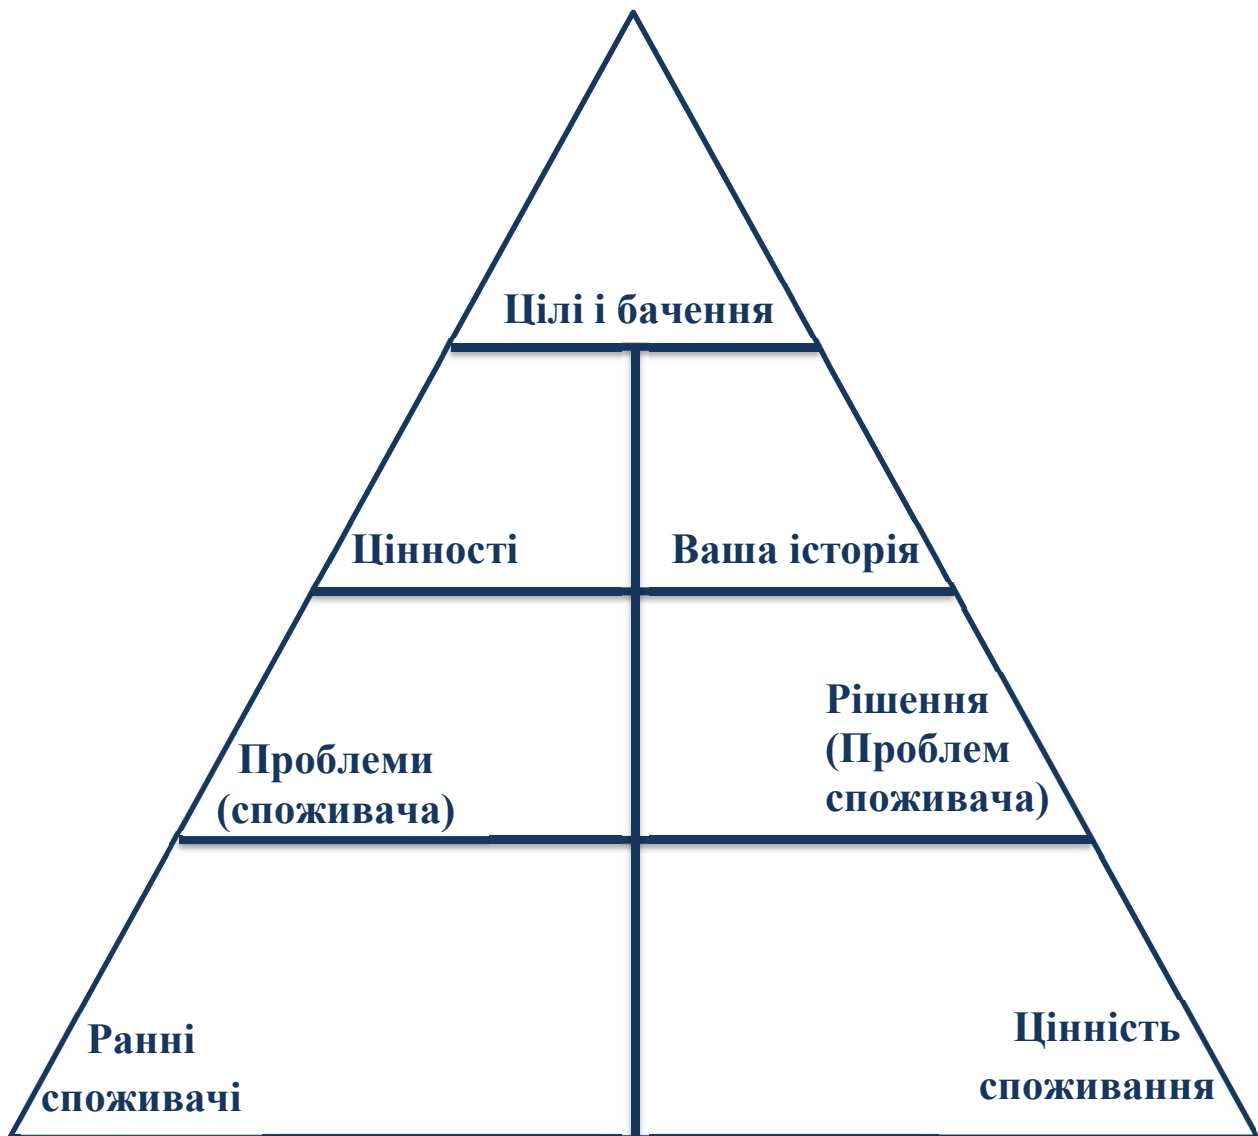 Цілі і бачення
Цінності
Ваша історія
Проблеми
(споживача)
Рішення
(Проблем
споживача)
Ранні
споживачі
Цінність
споживання